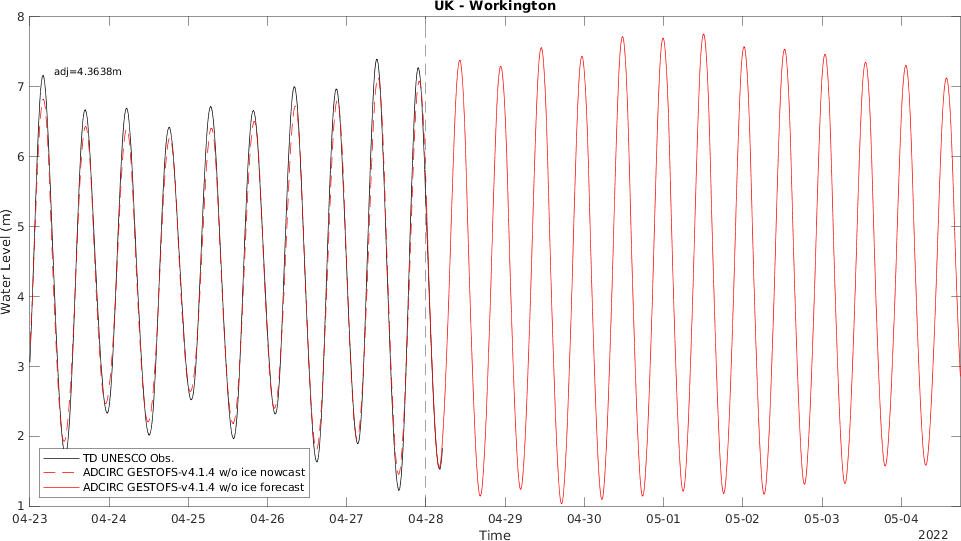 UK - Workington
adj=4.3638m
Water Level (m)
8
7
6
5
4
3
2
1
TD UNESCO Obs.
ADCIRC GESTOFS-v4.1.4 w/o ice nowcast
ADCIRC GESTOFS-v4.1.4 w/o ice forecast
04-23 04-24 04-25 04-26 04-27 04-28 04-29 04-30 05-01 05-02 05-03 05-04
Time
2022